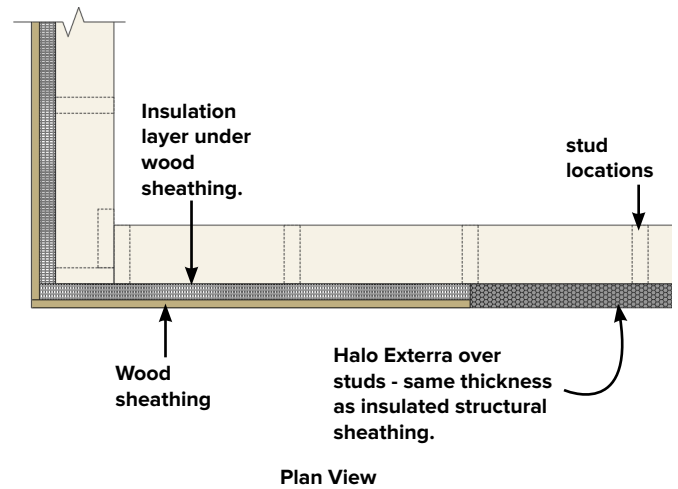 Insulation
layer under
wood
sheathing.
stud
locations
Wood
sheathing
Halo Exterra over
studs - same thickness
as insulated structural
sheathing.
Plan View